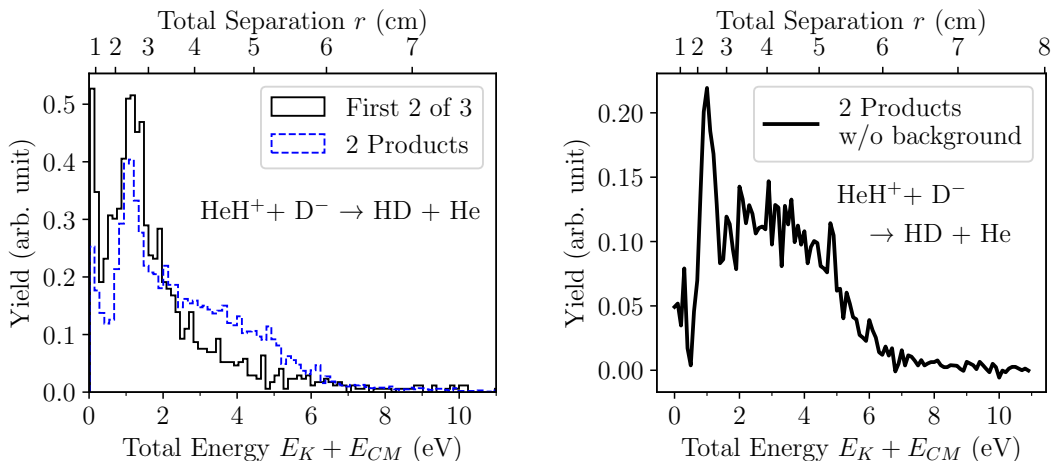 Total Separation r (cm)
1 2 3 4 5 6 7
0.5
0.4
0.3
0.2
0.1
0.0
Yield (arb. unit)
First 2 of 3
2 Products
HeH⁺+ D⁻ → HD + He
0 2 4 6 8 10
Total Energy E_K + E_CM (eV)
Total Separation r (cm)
1 2 3 4 5 6 7 8
0.20
0.15
0.10
0.05
0.00
Yield (arb. unit)
2 Products
w/o background
HeH⁺+ D⁻
→ HD + He
0 2 4 6 8 10
Total Energy E_K + E_CM (eV)